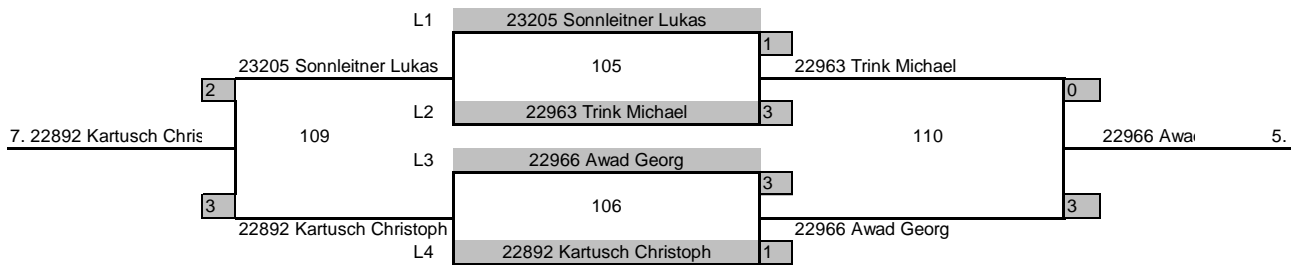 L1 23205 Sonnleitner Lukas
1
23205 Sonnleitner Lukas 105 22963 Trink Michael
2 0
L2 22963 Trink Michael 3
7. 22892 Kartusch Chris 109 110 22966 Awa 5.
L3 22966 Awad Georg
3
3 106 3
22892 Kartusch Christoph 22966 Awad Georg
L4 22892 Kartusch Christoph 1